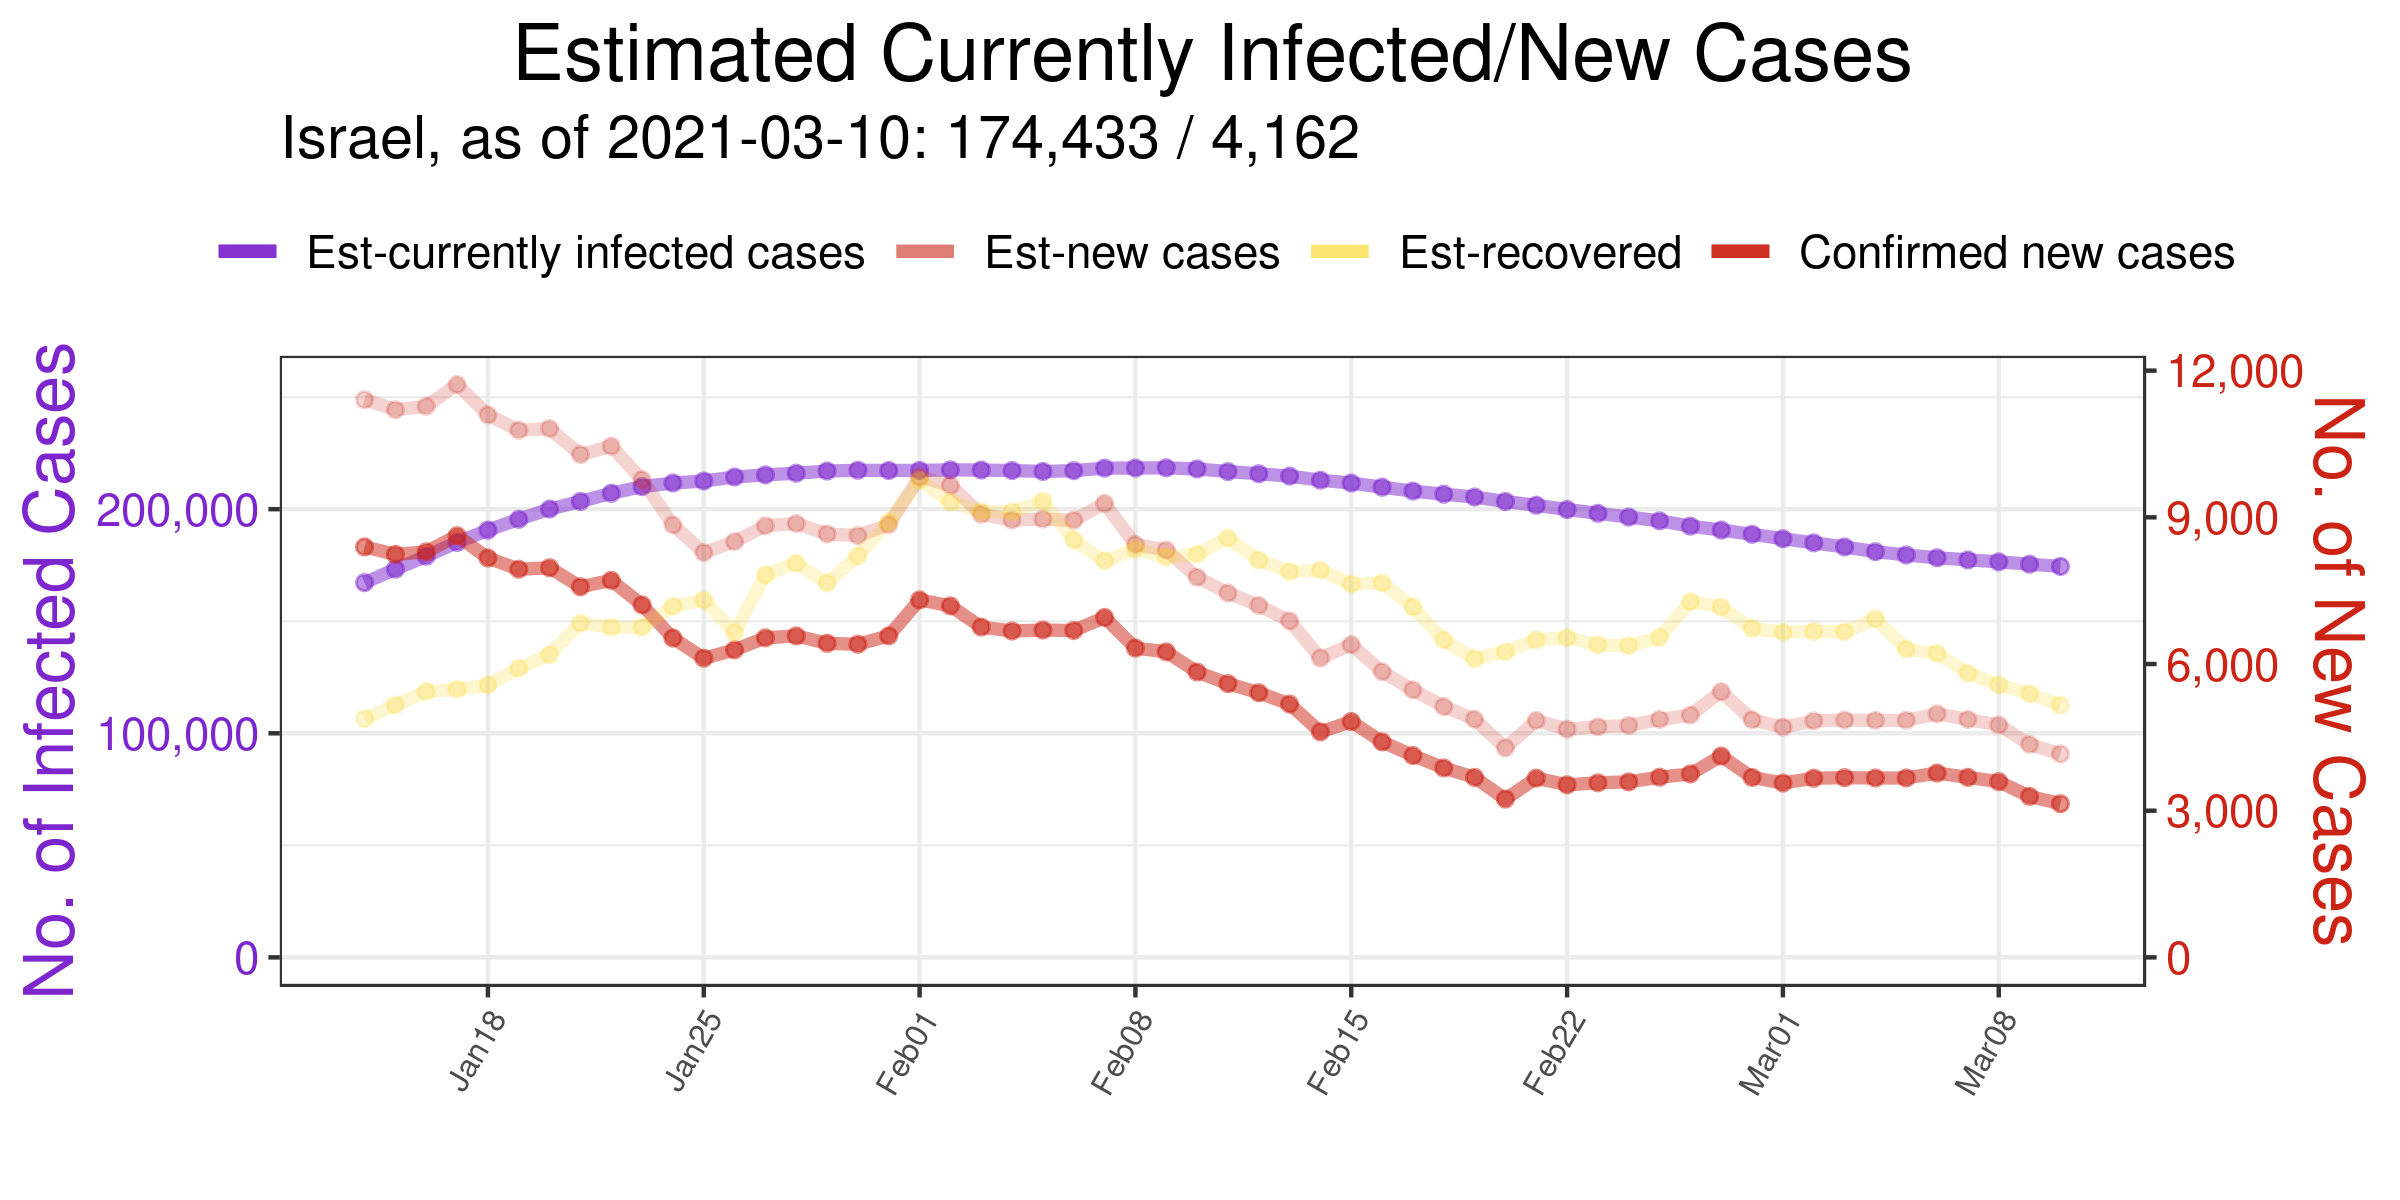 Estimated Currently Infected/New Cases
Israel, as of 2021-03-10: 174,433 / 4,162
Est-currently infected cases Est-new cases Est-recovered Confirmed new cases
No. of Infected Cases
200,000
100,000
0
12,000
9,000
6,000
3,000
0
No. of New Cases
Jan18 Jan25 Feb01 Feb08 Feb15 Feb22 Mar01 Mar08